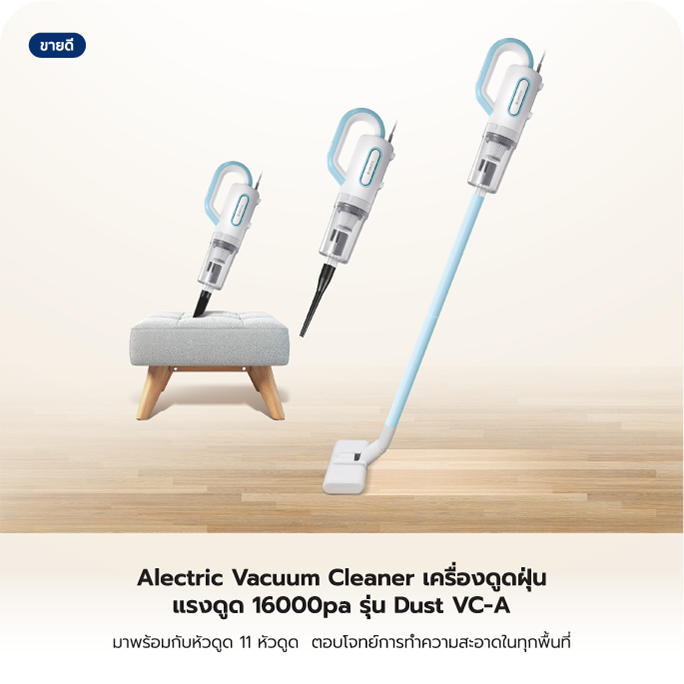 ขายดี
Alectric Vacuum Cleaner เครื่องดูดฝุ่น
แรงดูด 16000pa รุ่น Dust VC-A
มาพร้อมกับหัวดูด 11 หัวดูด ตอบโจทย์การทำความสะอาดในทุกพื้นที่